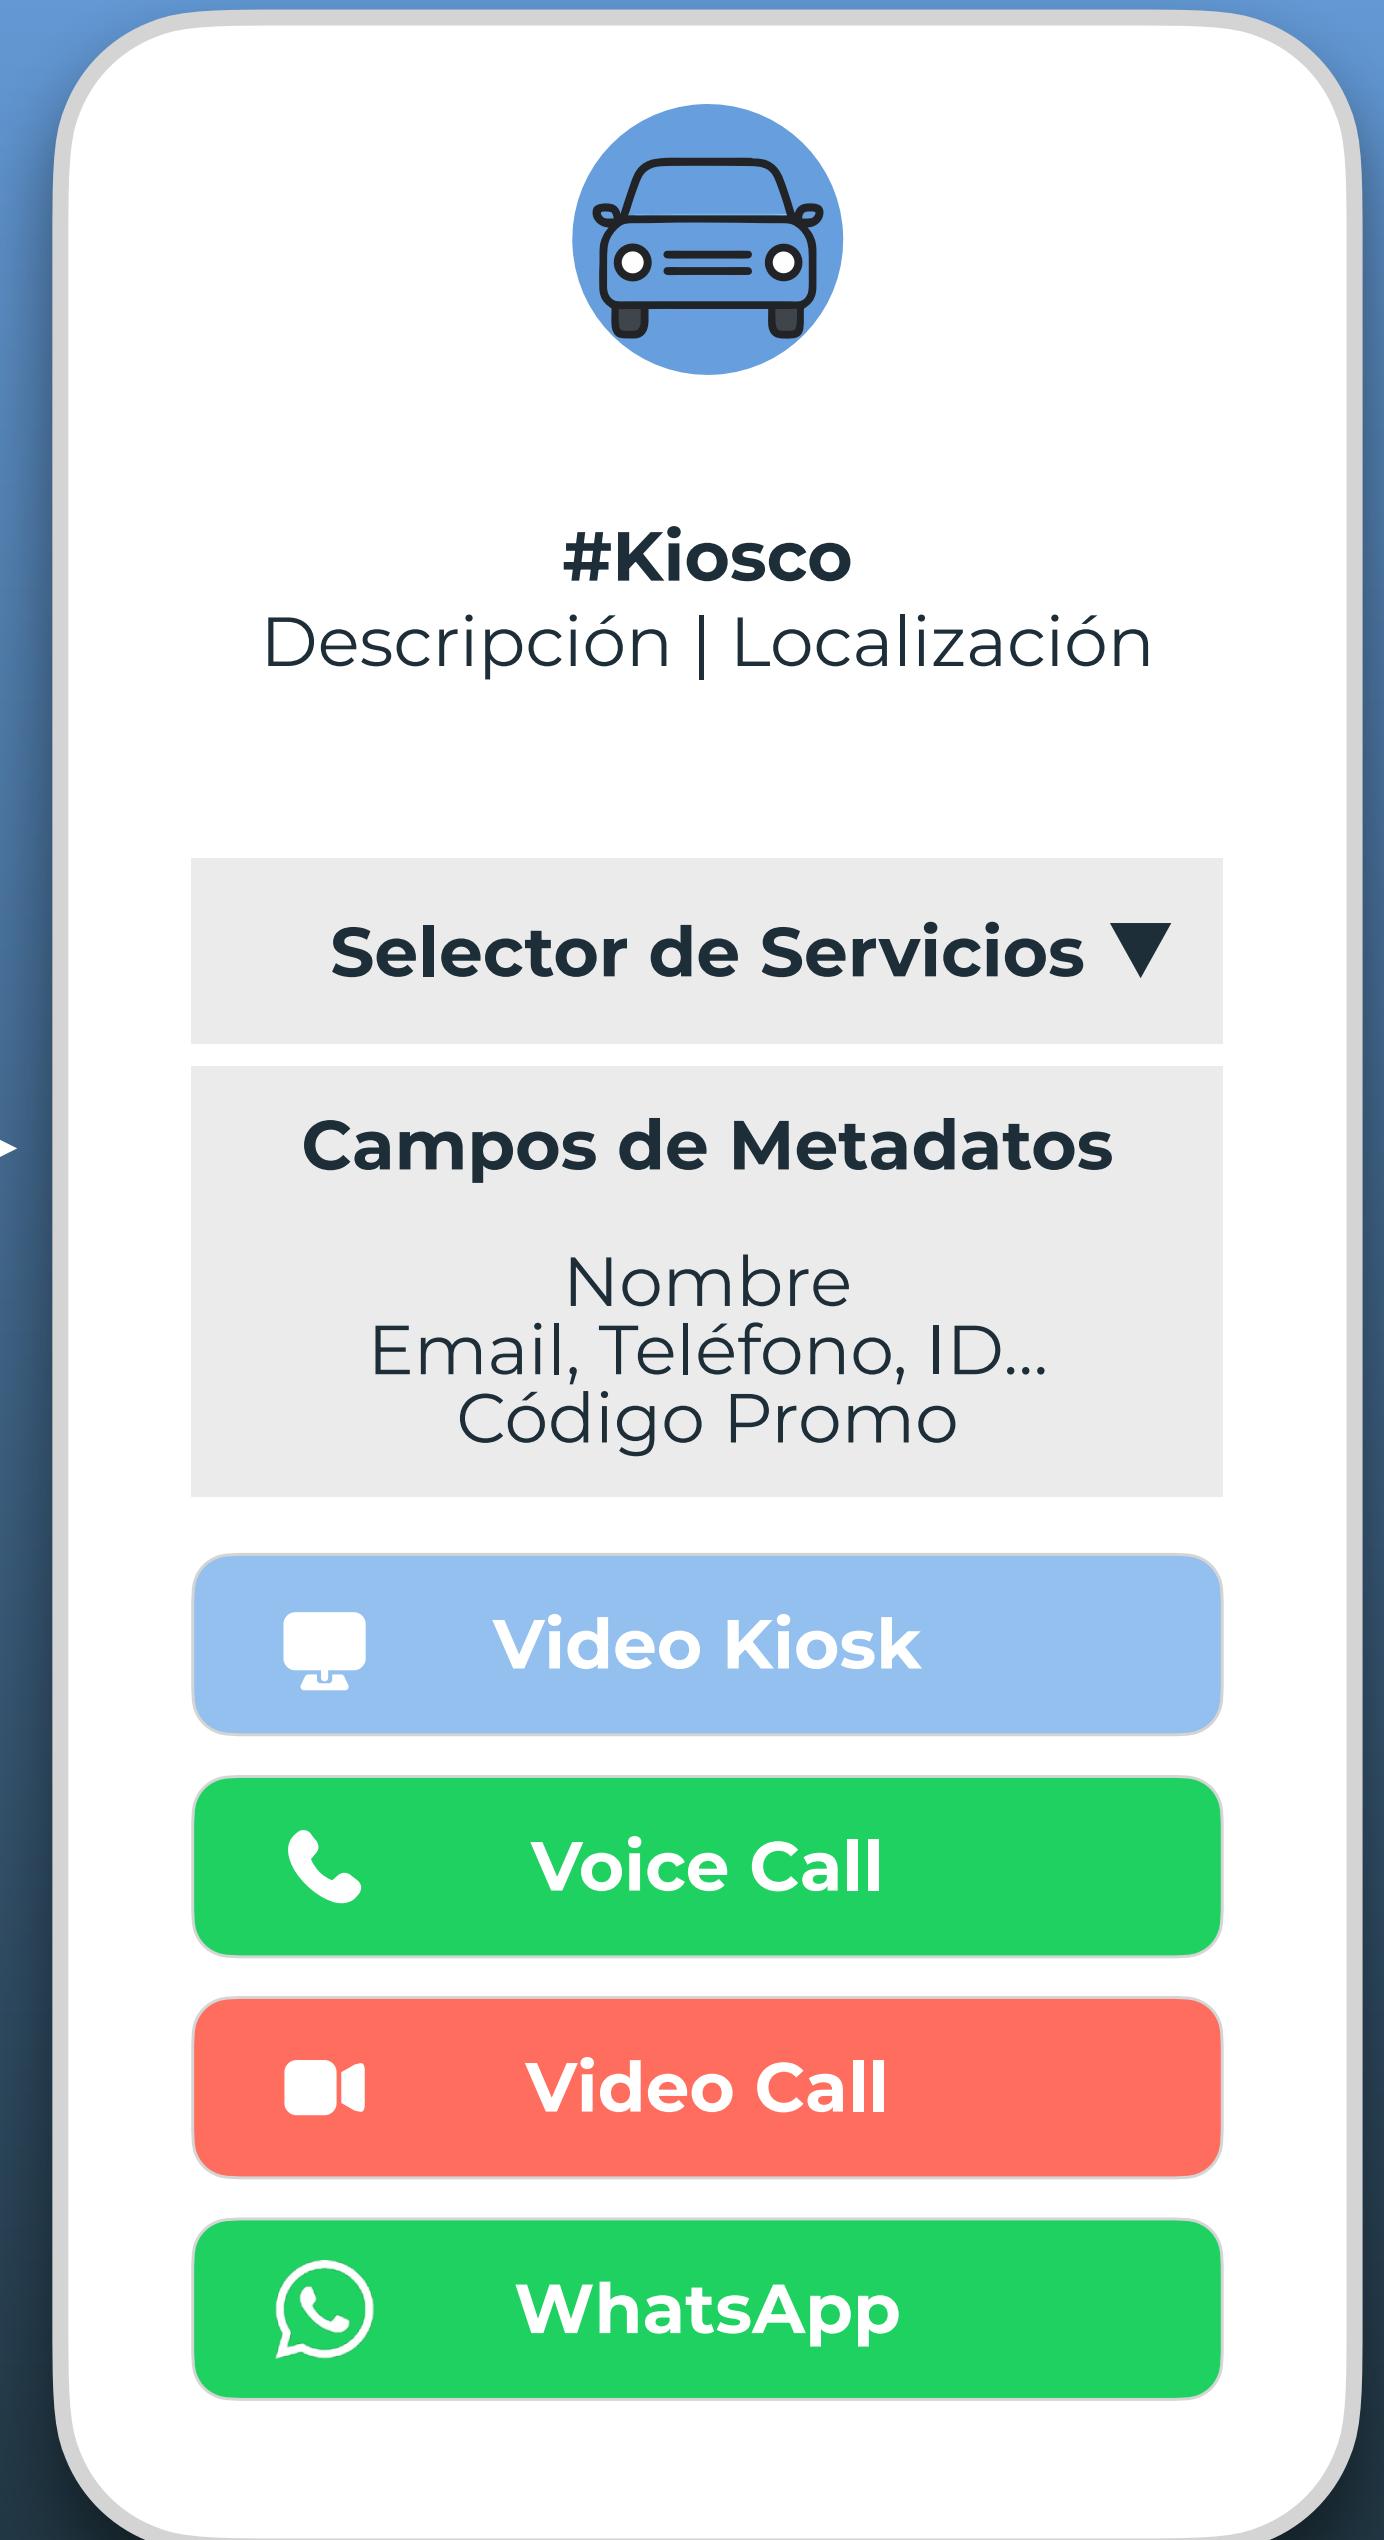 #Kiosco
Descripción | Localización
Selector de Servicios
Campos de Metadatos
Nombre
Email, Teléfono, ID...
Código Promo
Video Kiosk
Voice Call
Video Call
WhatsApp